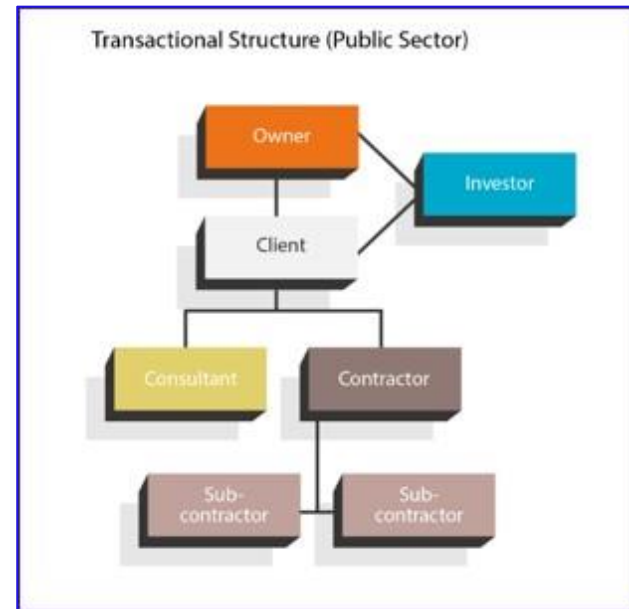 Transactional Structure (Public Sector)
Owner
Investor
Client
Consultant
Contractor
Sub-
contractor
Sub-
contractor